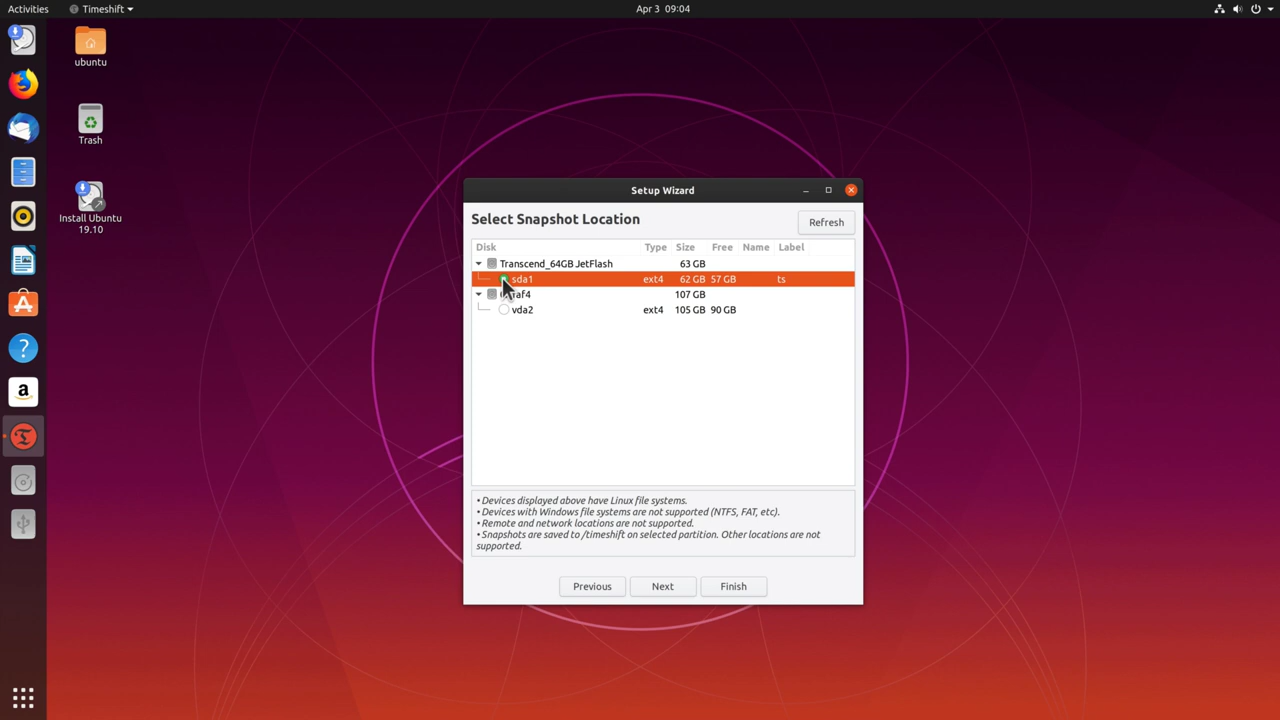 Activities
Timeshift
Apr 3 09:04
ubuntu
Trash
Install Ubuntu
19.10
Setup Wizard
Select Snapshot Location
Refresh
Disk Type Size Free Name Label
Transcend_64GB JetFlash 63 GB
sda1 ext4 62 GB 57 GB ts
107 GB
vda2 ext4 105 GB 90 GB
• Devices displayed above have Linux file systems.
• Devices with Windows file systems are not supported (NTFS, FAT, etc).
• Remote and network locations are not supported.
• Snapshots are saved to /timeshift on selected partition. Other locations are not
supported.
Previous
Next
Finish
a